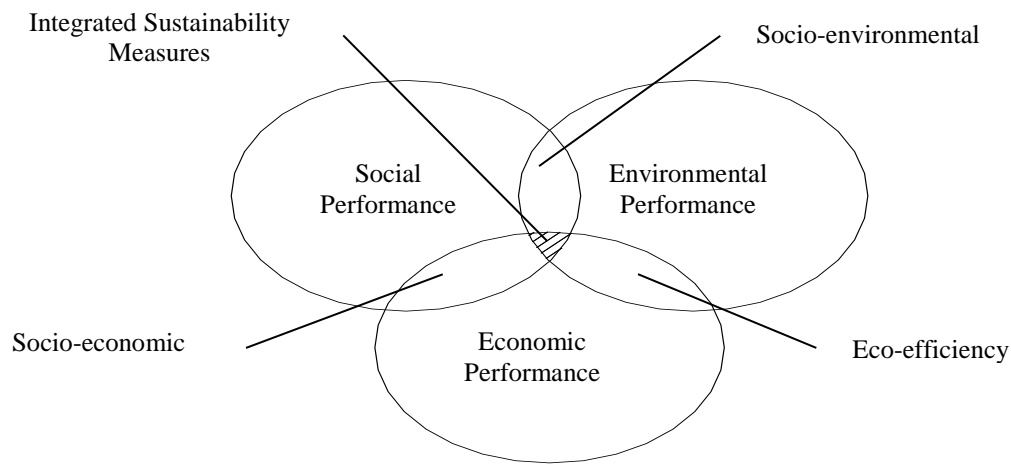 Integrated Sustainability
Measures
Socio-environmental
Social
Performance
Environmental
Performance
Socio-economic
Economic
Performance
Eco-efficiency